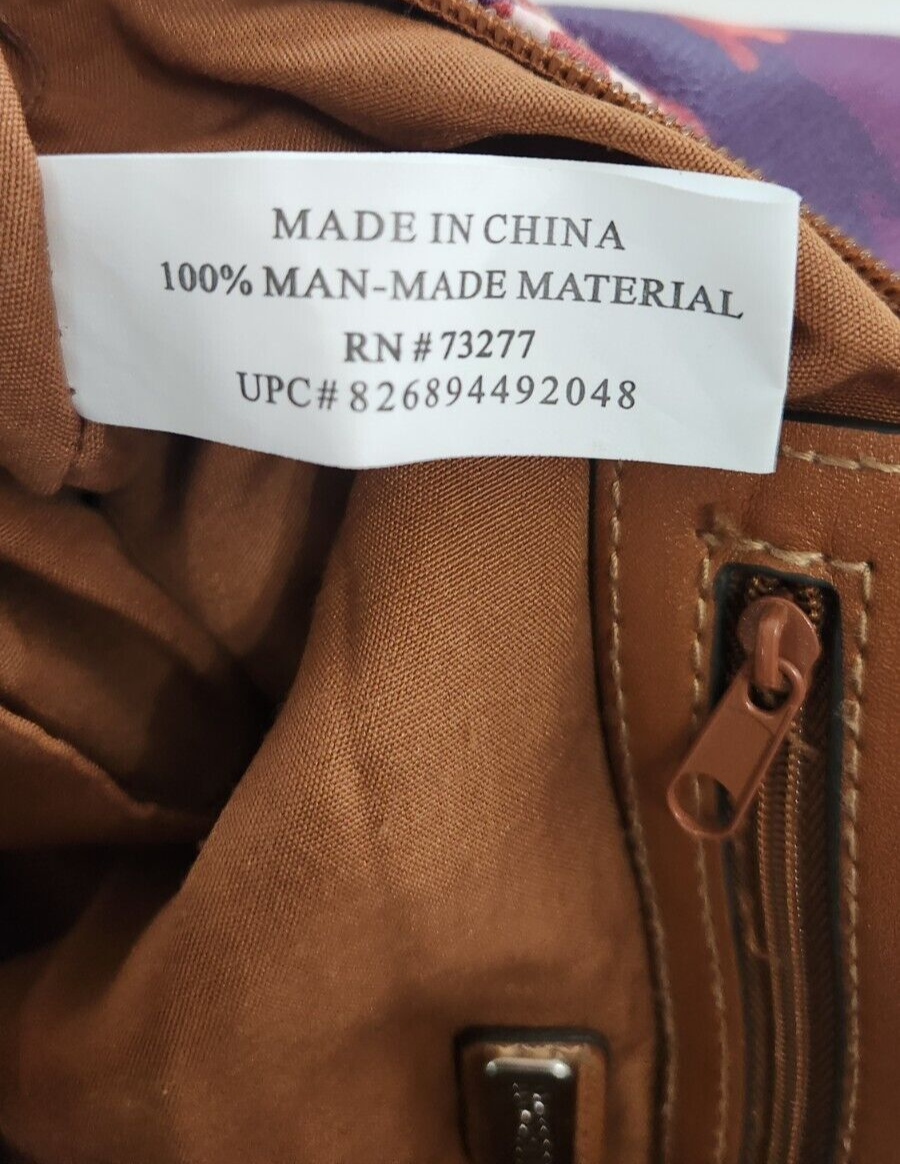 MADE IN CHINA
100% MAN-MADE MATERIAL
RN # 73277
UPC# 826894492048